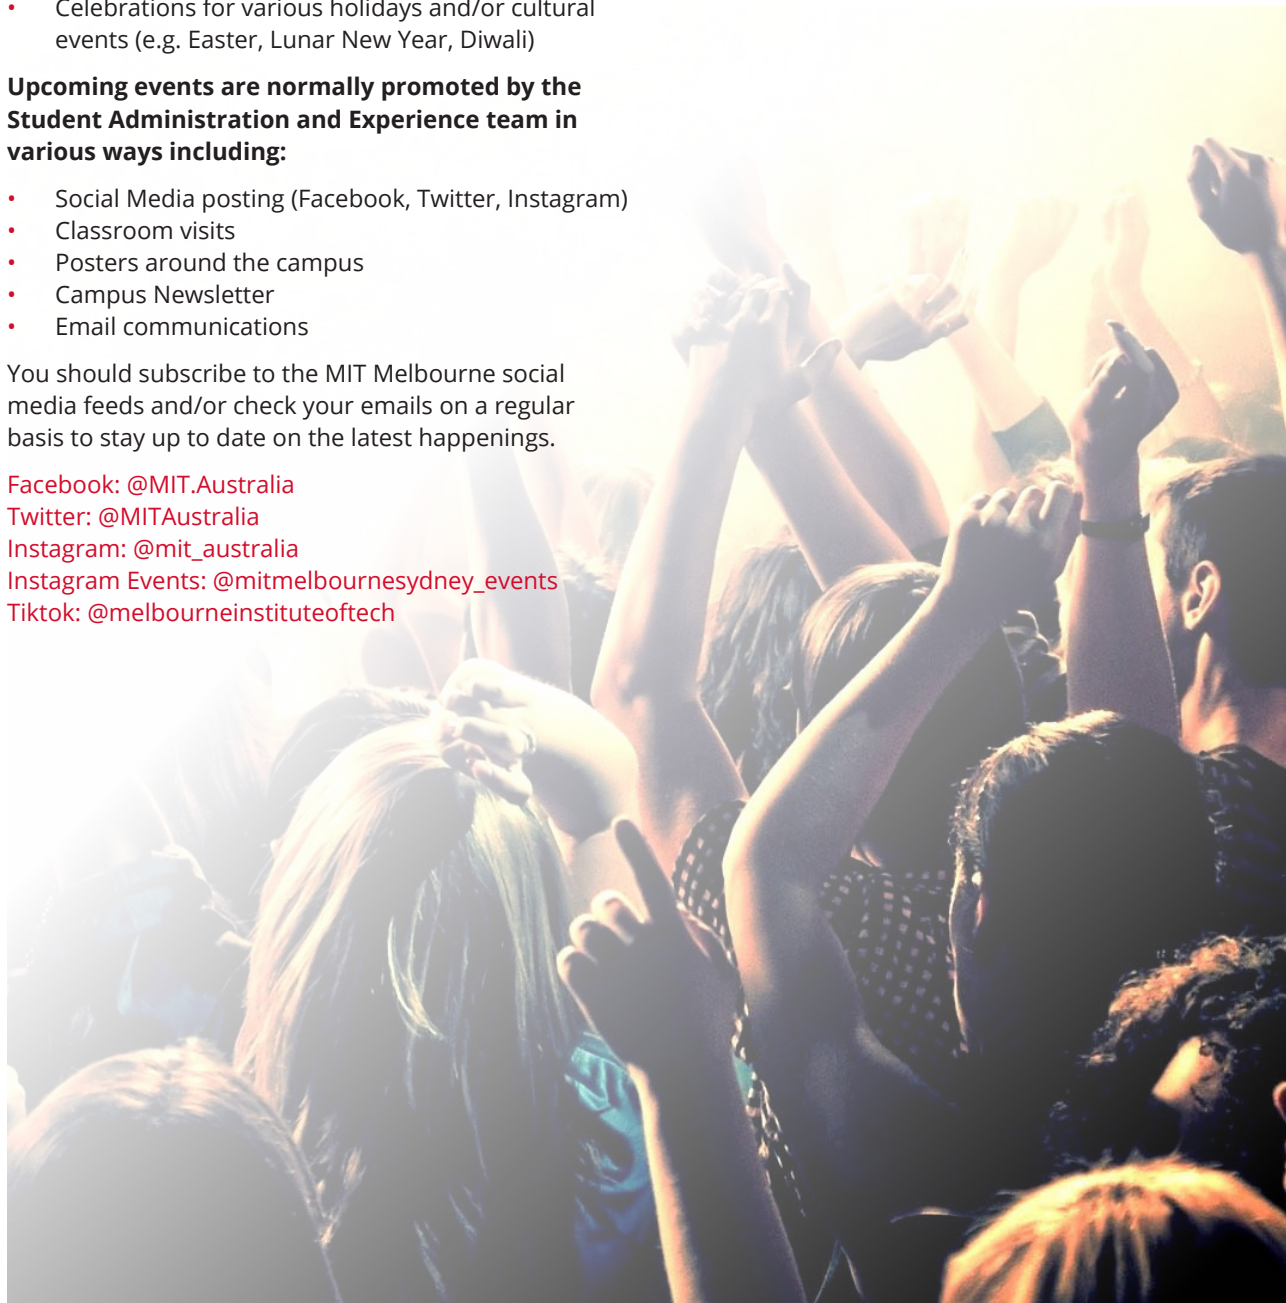 • Celebrations for various holidays and/or cultural
events (e.g. Easter, Lunar New Year, Diwali)
Upcoming events are normally promoted by the
Student Administration and Experience team in
various ways including:
• Social Media posting (Facebook, Twitter, Instagram)
• Classroom visits
• Posters around the campus
• Campus Newsletter
• Email communications
You should subscribe to the MIT Melbourne social
media feeds and/or check your emails on a regular
basis to stay up to date on the latest happenings.
Facebook: @MIT.Australia
Twitter: @MITAustralia
Instagram: @mit_australia
Instagram Events: @mitmelbournesydney_events
Tiktok: @melbourneinstituteoftech